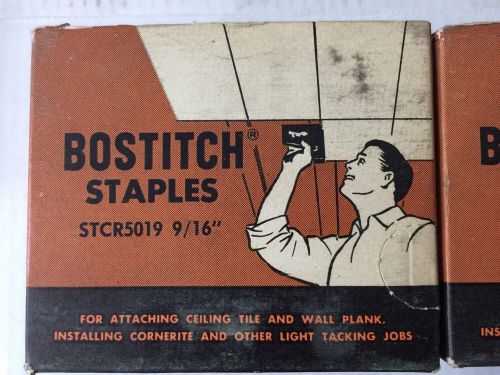 BOSTITCH®
STAPLES
STCR5019 9/16"
FOR ATTACHING CEILING TILE AND WALL PLANK,
INSTALLING CORNERITE AND OTHER LIGHT TACKING JOBS
B
INS